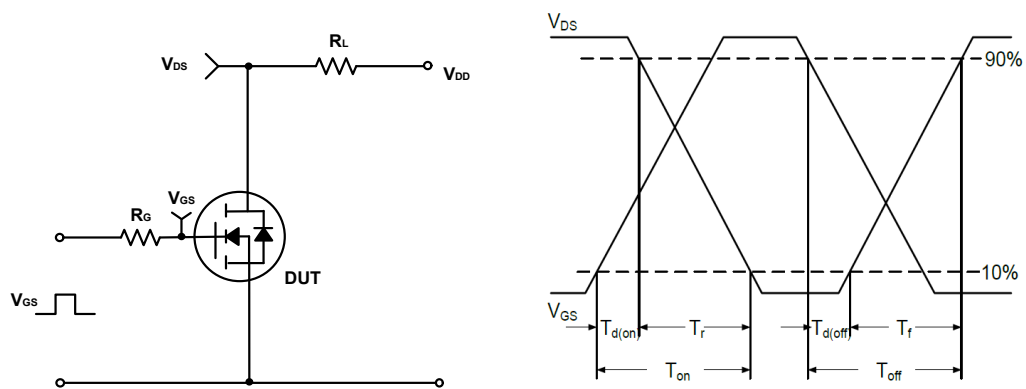 RL
VDS
VDD
VGS
RG
DUT
VGS
VDS
90%
10%
VGS
Td(on)
Tr
Td(off)
Tf
Ton
Toff